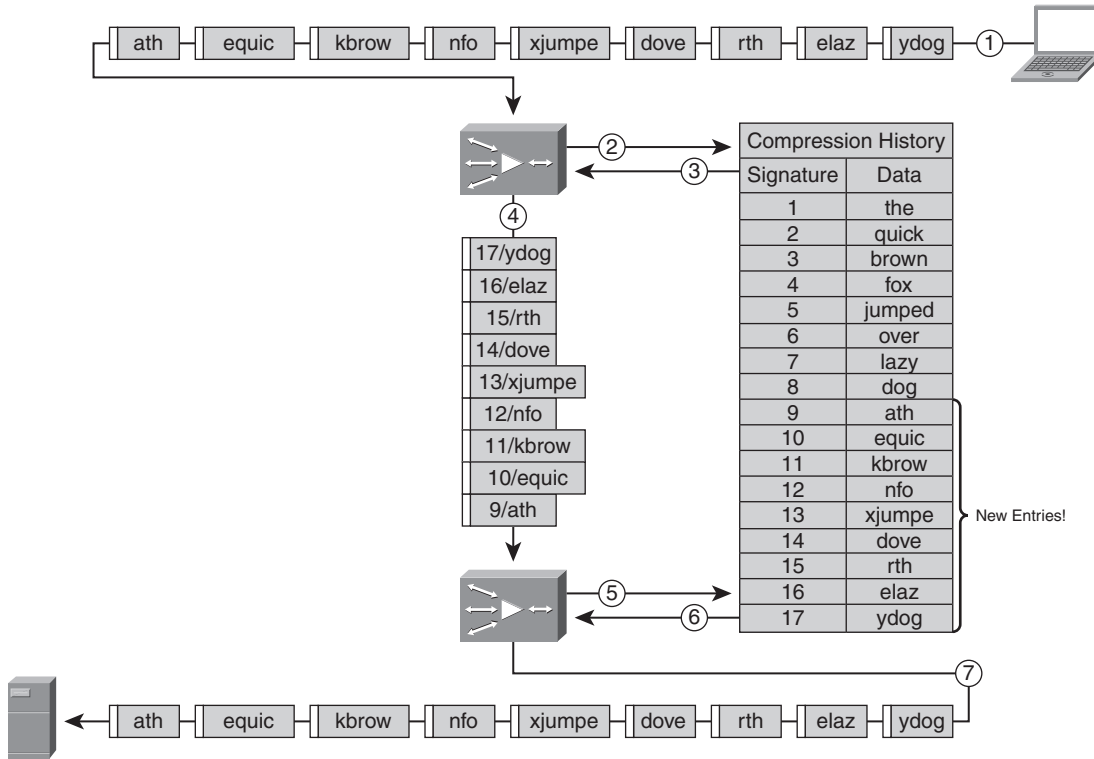 ath equic kbrow nfo xjumpe dove rth elaz ydog 1
2
3
4
17/ydog
16/elaz
15/rth
14/dove
13/xjumpe
12/nfo
11/kbrow
10/equic
9/ath
Compression History
Signature Data
1 the
2 quick
3 brown
4 fox
5 jumped
6 over
7 lazy
8 dog
9 ath
10 equic
11 kbrow
12 nfo
13 xjumpe
14 dove
15 rth
16 elaz
17 ydog
New Entries!
5
6
7
ath equic kbrow nfo xjumpe dove rth elaz ydog